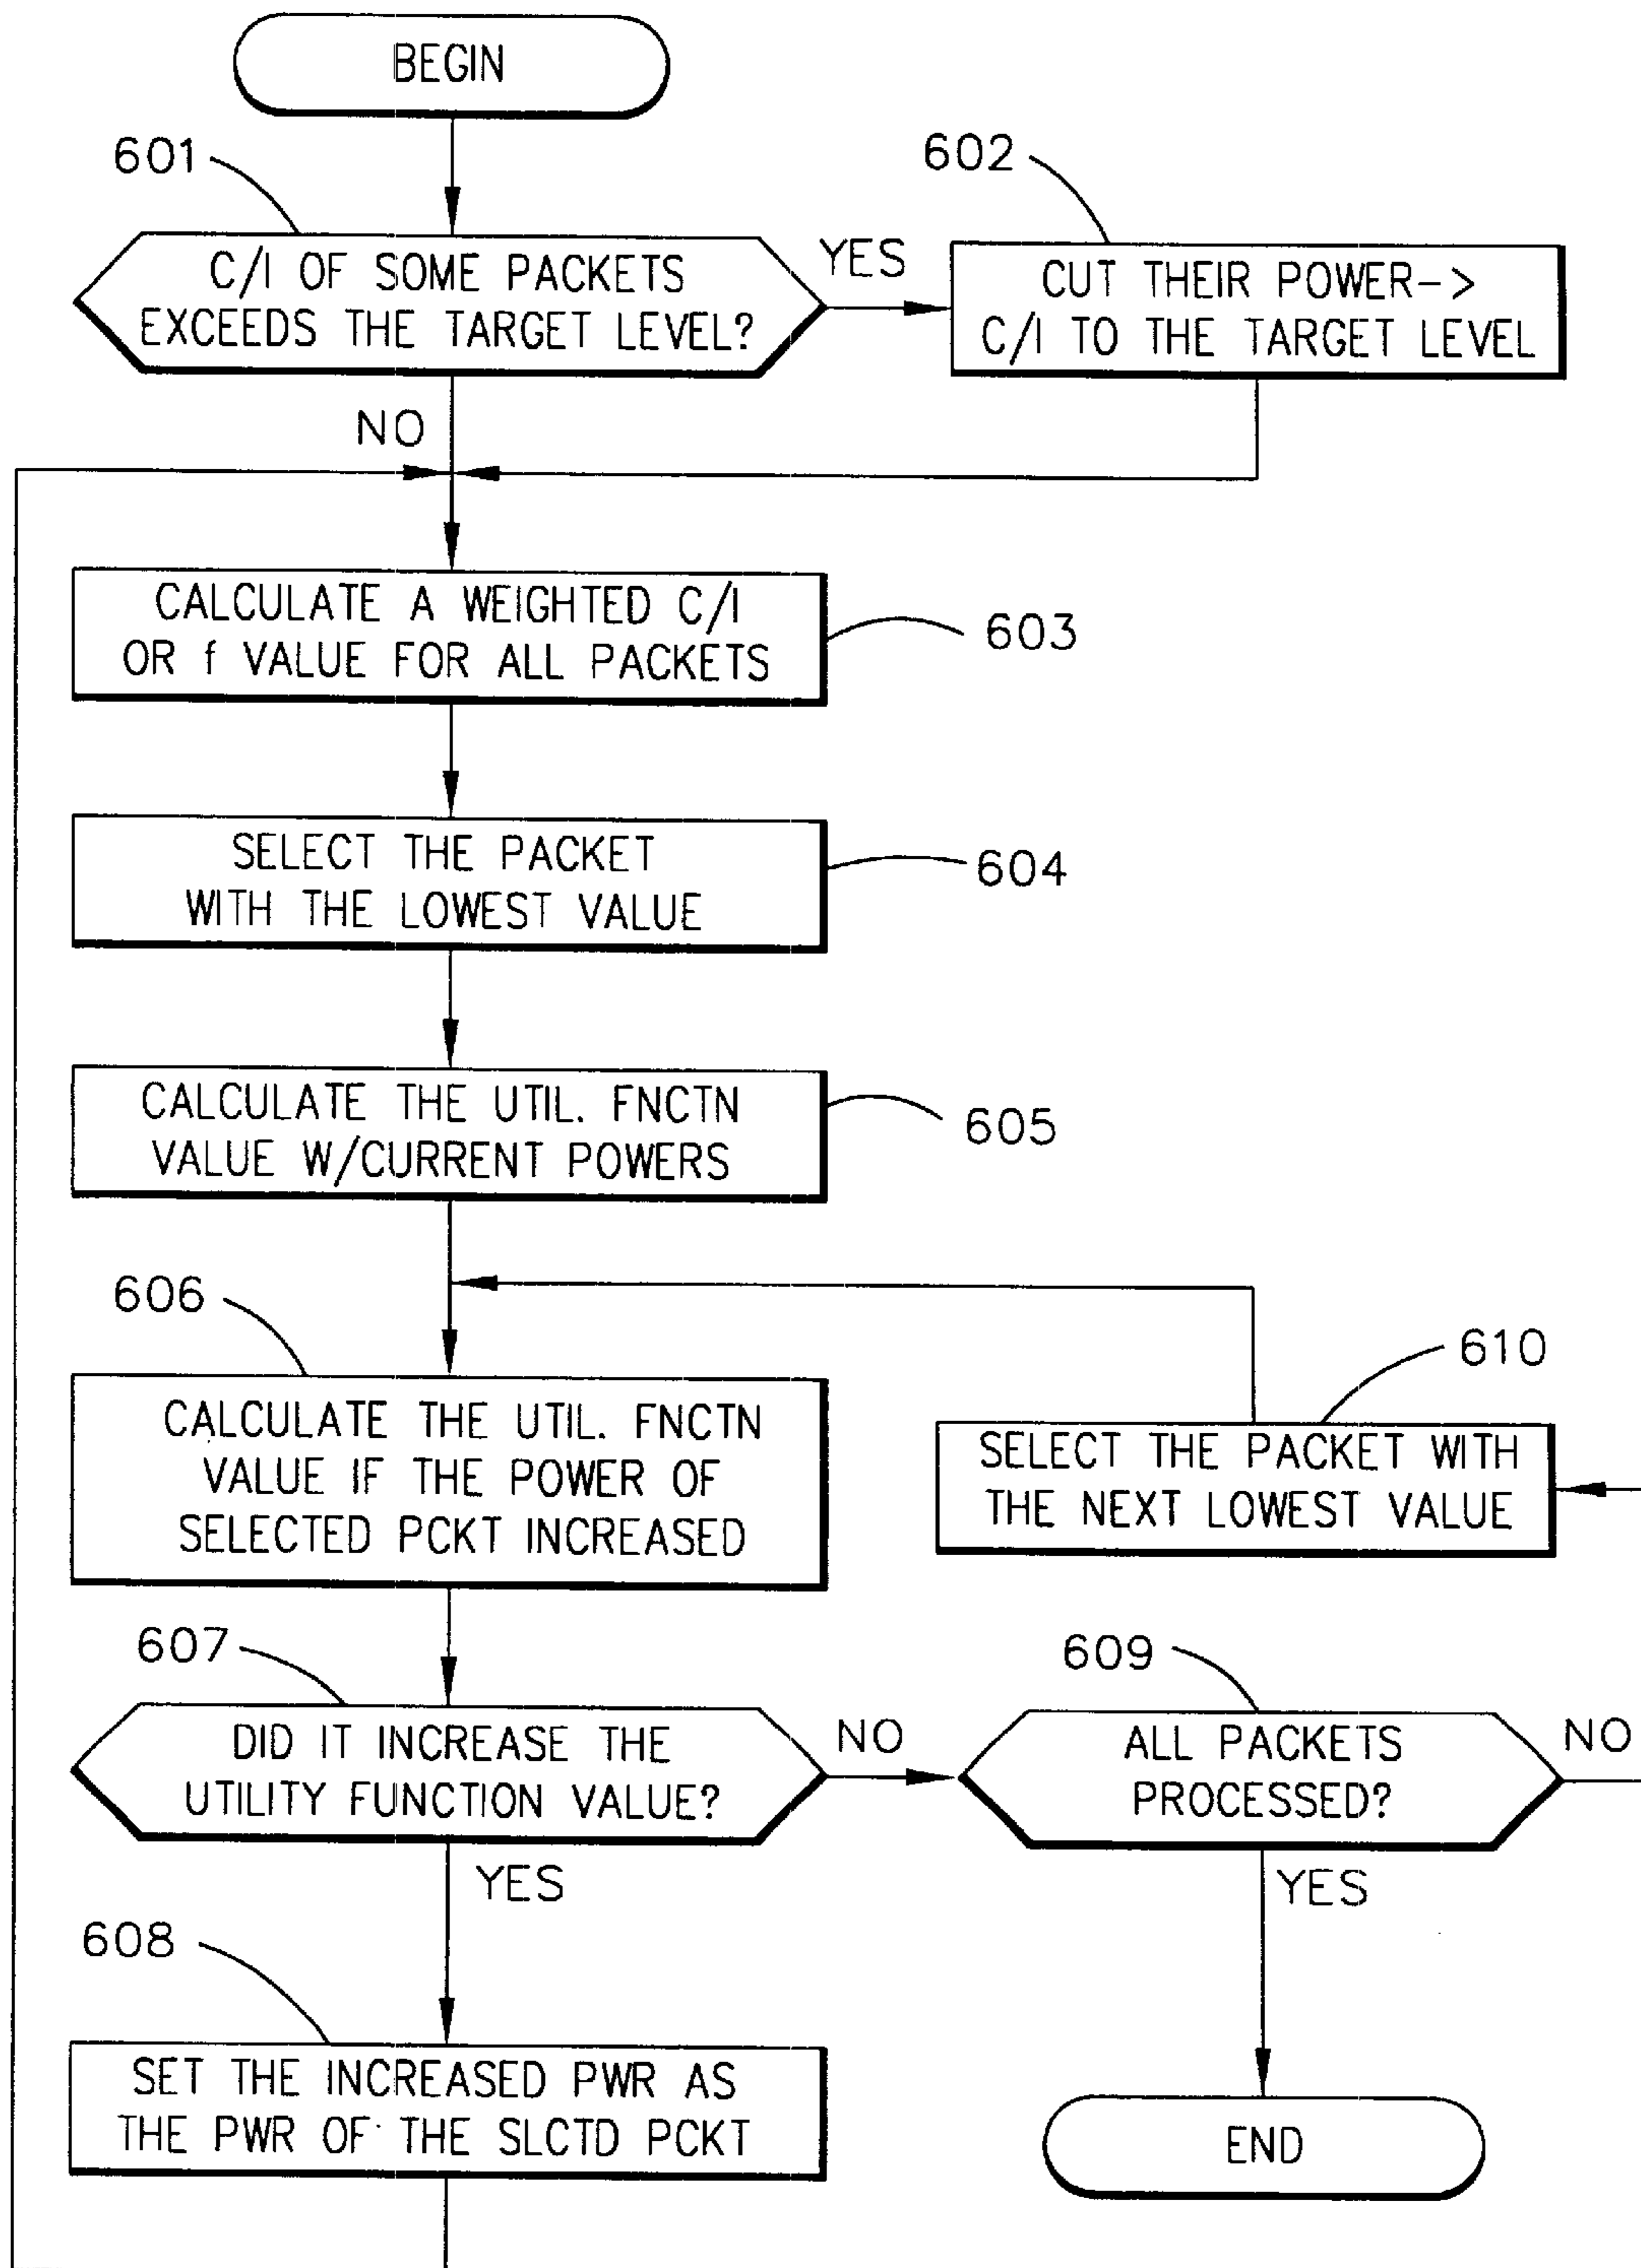 BEGIN
601
602
C/I OF SOME PACKETS
EXCEEDS THE TARGET LEVEL?
YES
CUT THEIR POWER->
C/I TO THE TARGET LEVEL
NO
CALCULATE A WEIGHTED C/I
OR f VALUE FOR ALL PACKETS
603
SELECT THE PACKET
WITH THE LOWEST VALUE
604
CALCULATE THE UTIL. FNCTN
VALUE W/CURRENT POWERS
605
606
610
CALCULATE THE UTIL. FNCTN
VALUE IF THE POWER OF
SELECTED PCKT INCREASED
SELECT THE PACKET WITH
THE NEXT LOWEST VALUE
607
609
DID IT INCREASE THE
UTILITY FUNCTION VALUE?
NO
ALL PACKETS
PROCESSED?
NO
YES
YES
608
SET THE INCREASED PWR AS
THE PWR OF THE SLCTD PCKT
END